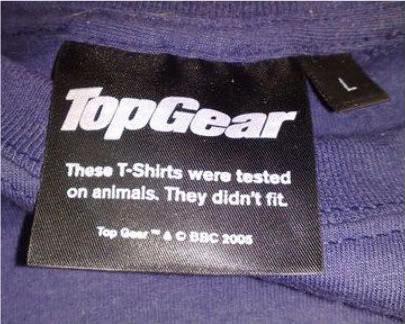 TopGear
L
These T-Shirts were tested
on animals. They didn't fit.
Top Gear ™ & © BBC 2005